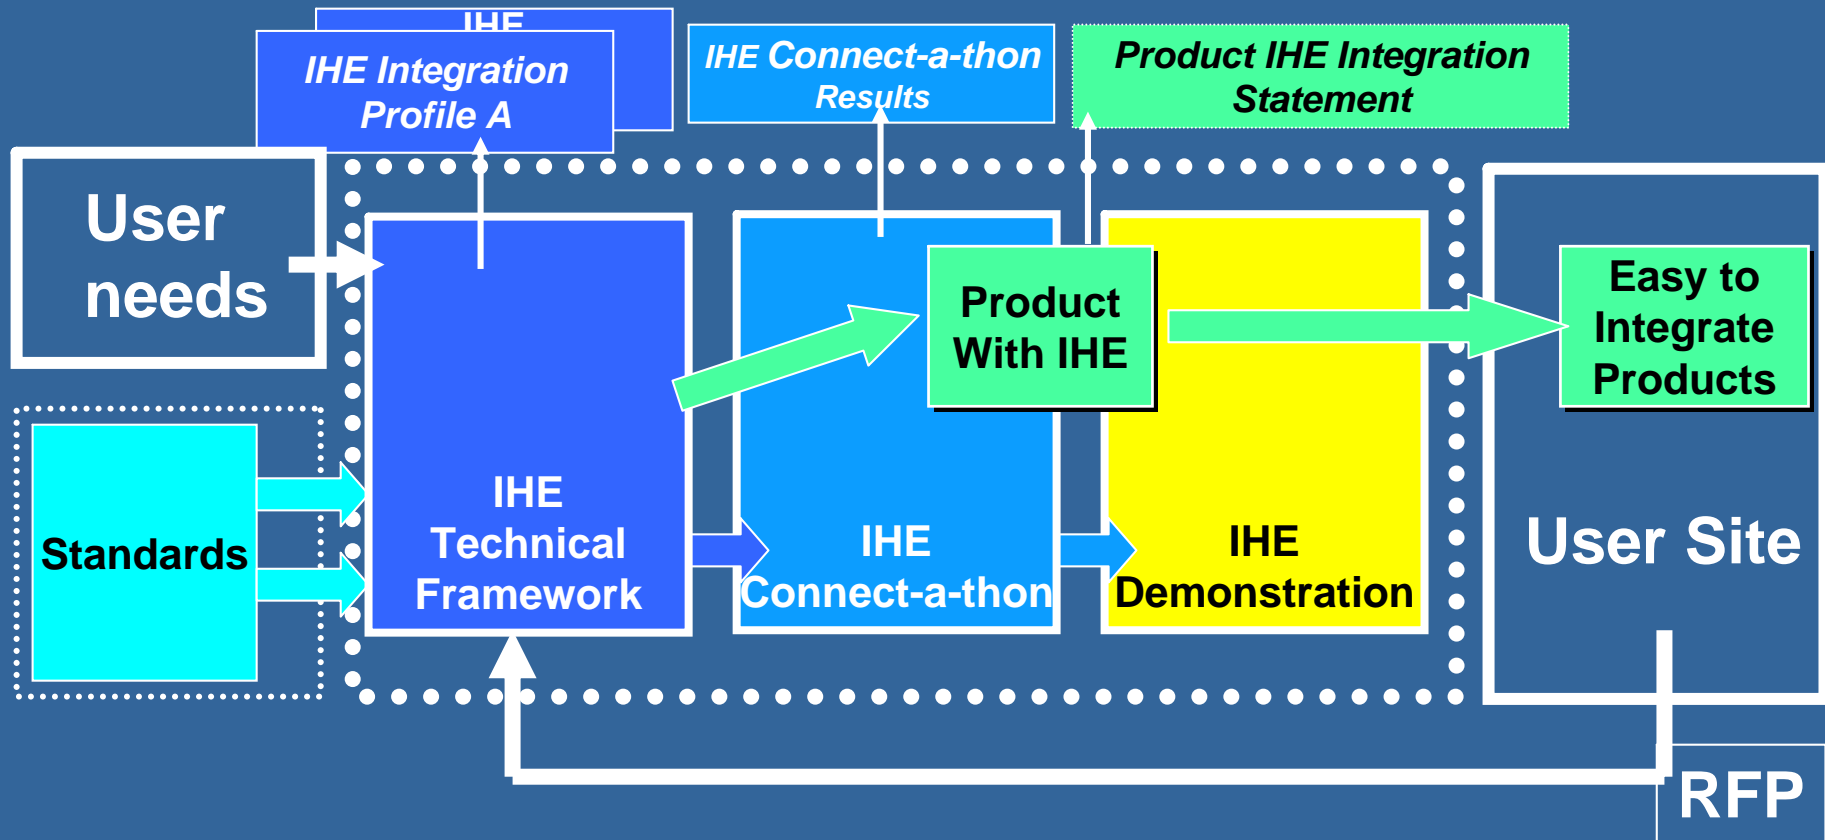 IHE
IHE Integration
Profile A
IHE Connect-a-thon
Results
Product IHE Integration
Statement
User
needs
Standards
IHE
Technical
Framework
Product
With IHE
IHE
Connect-a-thon
IHE
Demonstration
Easy to
Integrate
Products
User Site
RFP